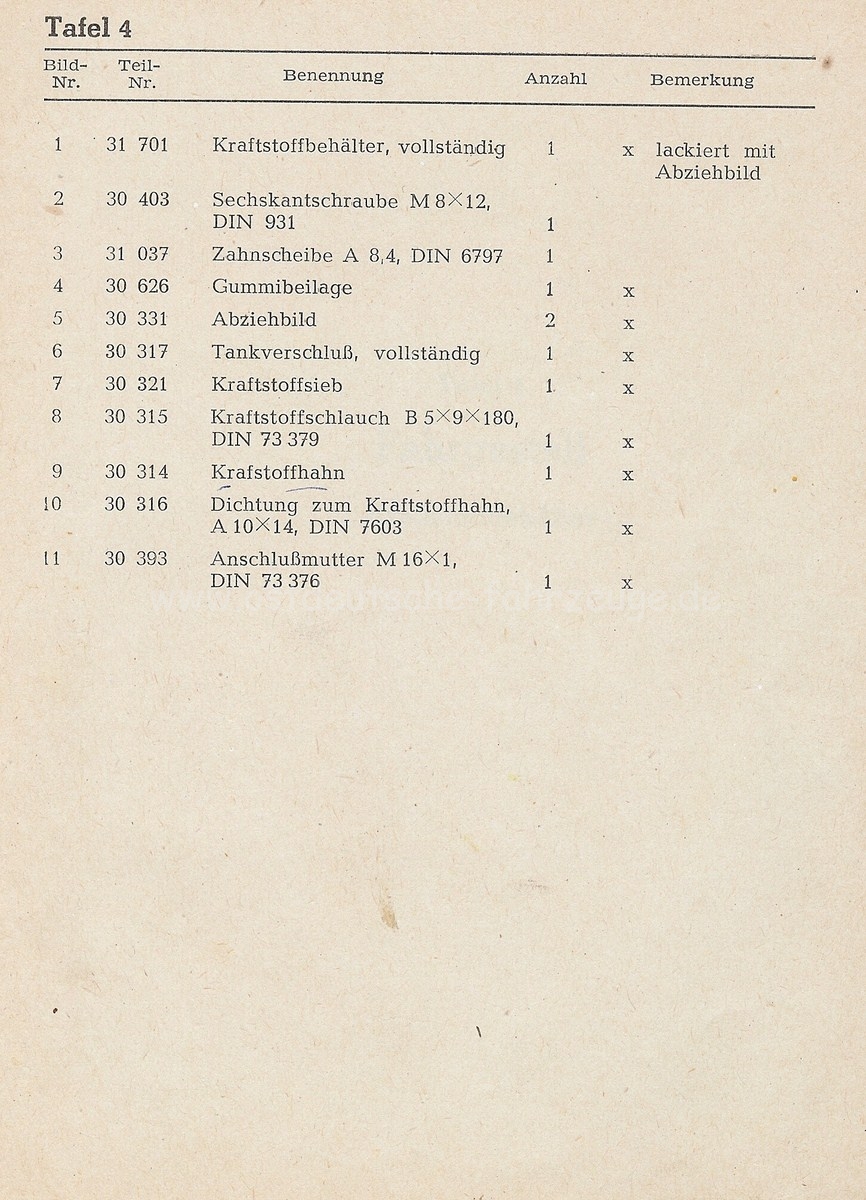 Tafel 4
Bild-Nr. Teil-Nr. Benennung Anzahl Bemerkung
1 31 701 Kraftstoffbehälter, vollständig 1 x lackiert mit
Abziehbild
2 30 403 Sechskantschraube M 8×12,
DIN 931 1
3 31 037 Zahnscheibe A 8,4, DIN 6797 1
4 30 626 Gummibeilage 1 x
5 30 331 Abziehbild 2 x
6 30 317 Tankverschluß, vollständig 1 x
7 30 321 Kraftstoffsieb 1 x
8 30 315 Kraftstoffschlauch B 5×9×180,
DIN 73 379 1 x
9 30 314 Krafstoffhahn 1 x
10 30 316 Dichtung zum Kraftstoffhahn,
A 10×14, DIN 7603 1 x
11 30 393 Anschlußmutter M 16×1,
DIN 73 376 1 x